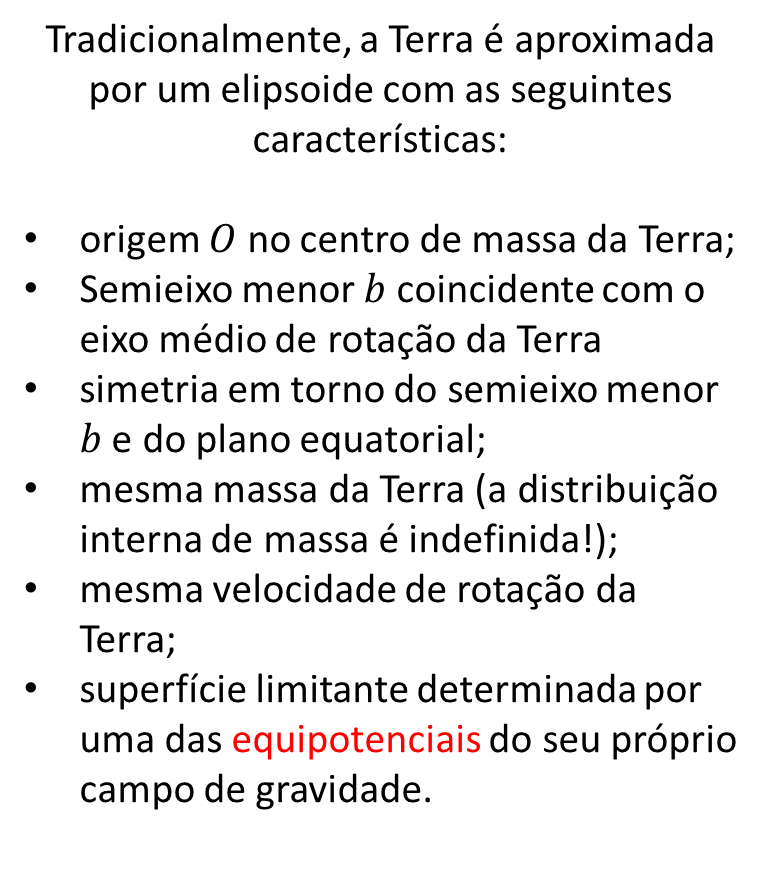 Tradicionalmente, a Terra é aproximada
por um elipsoide com as seguintes
características:
• origem O no centro de massa da Terra;
• Semieixo menor b coincidente com o
eixo médio de rotação da Terra
• simetria em torno do semieixo menor
b e do plano equatorial;
• mesma massa da Terra (a distribuição
interna de massa é indefinida!);
• mesma velocidade de rotação da
Terra;
• superfície limitante determinada por
uma das equipotenciais do seu próprio
campo de gravidade.